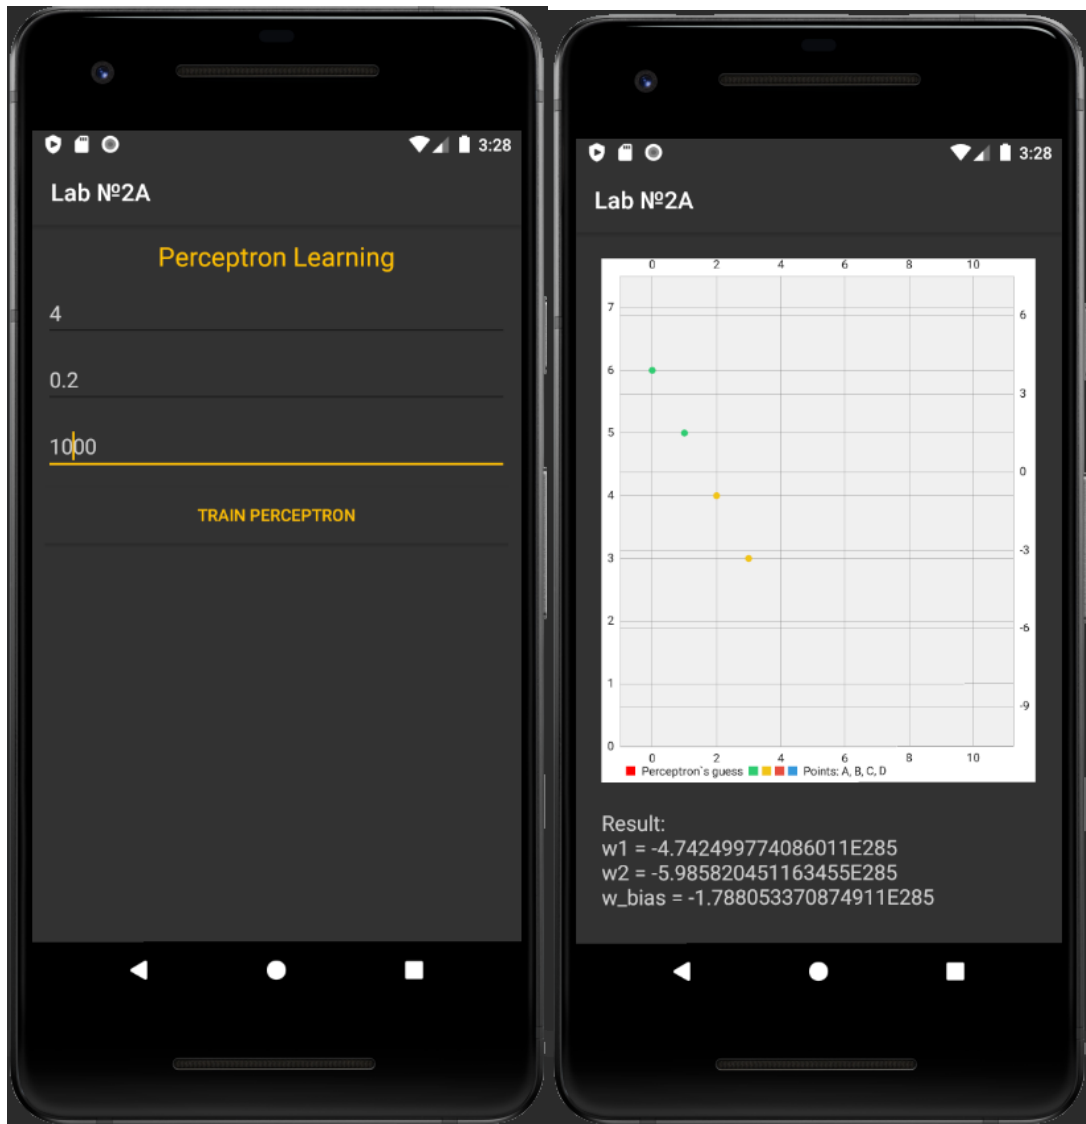 3:28
Lab №2A
Perceptron Learning
4
0.2
1000
TRAIN PERCEPTRON
3:28
Lab №2A
0 2 4 6 8 10
7
6
5
4
3
2
1
0
6
3
0
-3
-6
-9
0 2 4 6 8 10
Perceptron`s guess Points: A, B, C, D
Result:
w1 = -4.742499774086011E285
w2 = -5.985820451163455E285
w_bias = -1.788053370874911E285